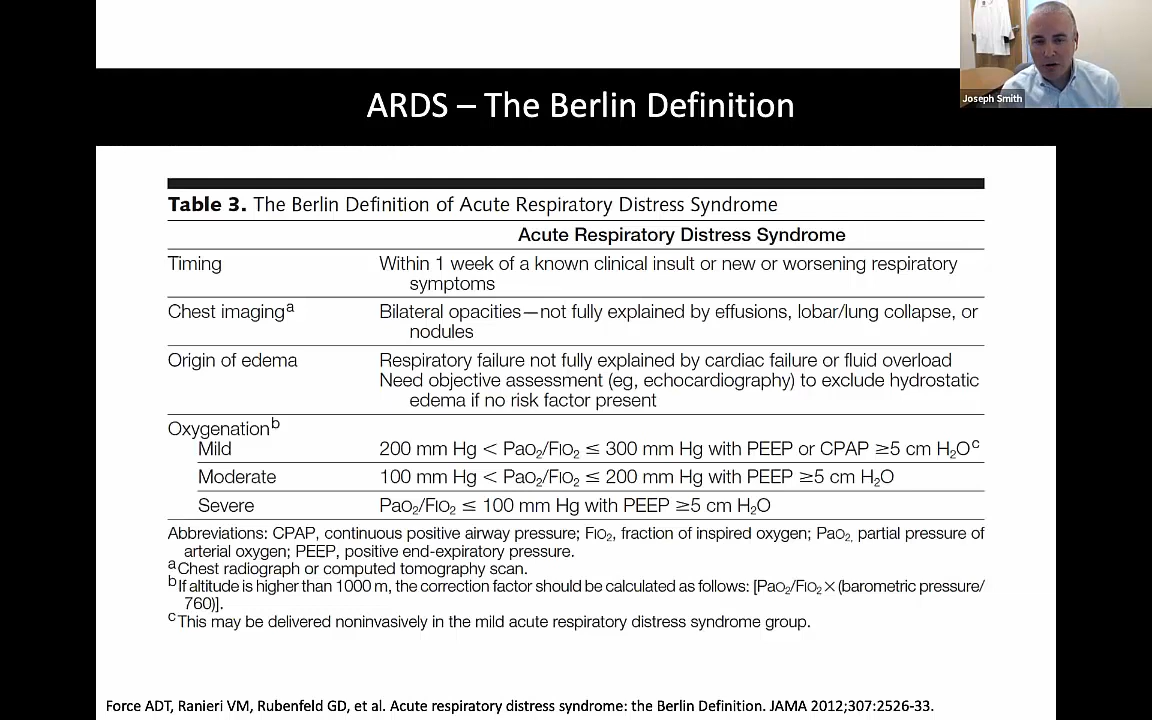 Joseph Smith
ARDS – The Berlin Definition
Table 3. The Berlin Definition of Acute Respiratory Distress Syndrome
Acute Respiratory Distress Syndrome
Timing Within 1 week of a known clinical insult or new or worsening respiratory
symptoms
Chest imagingᵃ Bilateral opacities—not fully explained by effusions, lobar/lung collapse, or
nodules
Origin of edema Respiratory failure not fully explained by cardiac failure or fluid overload
Need objective assessment (eg, echocardiography) to exclude hydrostatic
edema if no risk factor present
Oxygenationᵇ
Mild 200 mm Hg < PaO₂/FIO₂ ≤ 300 mm Hg with PEEP or CPAP ≥5 cm H₂Oᶜ
Moderate 100 mm Hg < PaO₂/FIO₂ ≤ 200 mm Hg with PEEP ≥5 cm H₂O
Severe PaO₂/FIO₂ ≤ 100 mm Hg with PEEP ≥5 cm H₂O
Abbreviations: CPAP, continuous positive airway pressure; FIO₂, fraction of inspired oxygen; PaO₂, partial pressure of
arterial oxygen; PEEP, positive end-expiratory pressure.
ᵃChest radiograph or computed tomography scan.
ᵇIf altitude is higher than 1000 m, the correction factor should be calculated as follows: [PaO₂/FIO₂×(barometric pressure/
760)].
ᶜThis may be delivered noninvasively in the mild acute respiratory distress syndrome group.
Force ADT, Ranieri VM, Rubenfeld GD, et al. Acute respiratory distress syndrome: the Berlin Definition. JAMA 2012;307:2526-33.